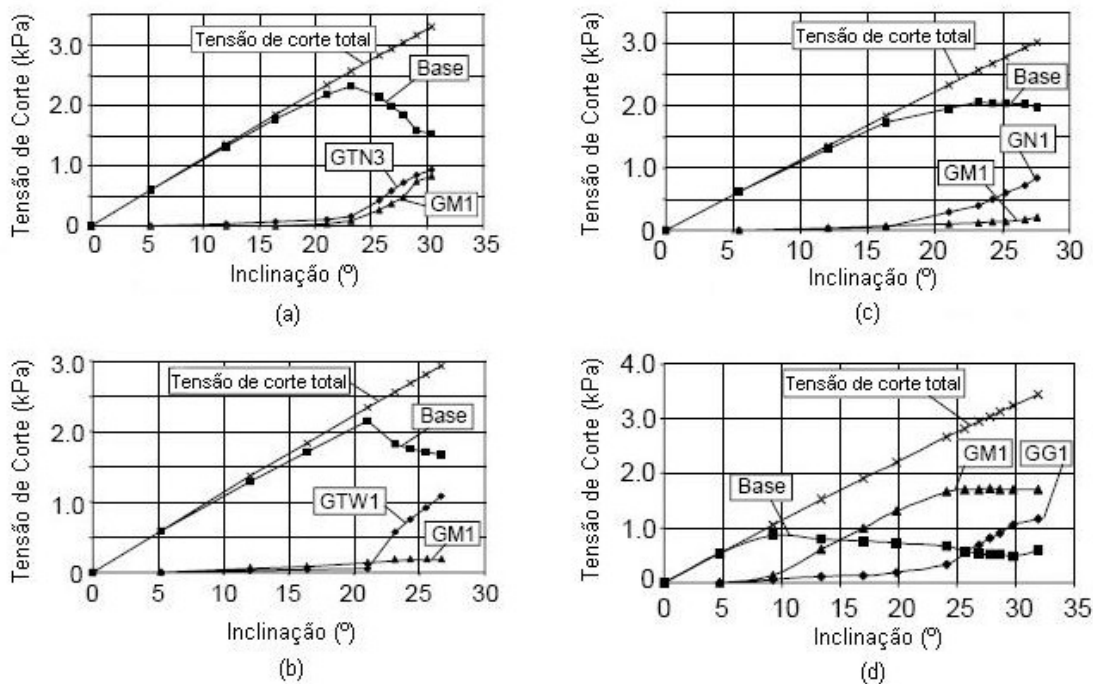 Tensão de Corte (kPa)
3.0
2.0
1.0
0
Tensão de corte total
Base
GTN3
GM1
0 5 10 15 20 25 30 35
Inclinação (º)
(a)
Tensão de Corte (kPa)
3.0
2.0
1.0
0
Tensão de corte total
Base
GN1
GM1
0 5 10 15 20 25 30
Inclinação (º)
(c)
Tensão de Corte (kPa)
3.0
2.0
1.0
0
Tensão de corte total
Base
GTW1
GM1
0 5 10 15 20 25 30
Inclinação (º)
(b)
Tensão de Corte (kPa)
4.0
3.0
2.0
1.0
0
Tensão de corte total
GM1
GG1
Base
0 5 10 15 20 25 30 35
Inclinação (º)
(d)